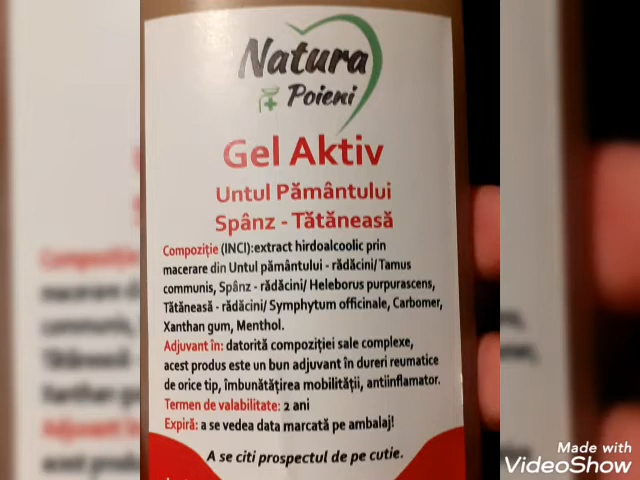 Natura
Poieni
Gel Aktiv
Untul Pământului
Spânz - Tătăneasă
Compoziție (INCI):extract hirdoalcoolic prin
macerare din Untul pământului - rădăcini/ Tamus
communis, Spânz - rădăcini/ Heleborus purpurascens,
Tătăneasă - rădăcini/ Symphytum officinale, Carbomer,
Xanthan gum, Menthol.
Adjuvant în: datorită compoziției sale complexe,
acest produs este un bun adjuvant în dureri reumatice
de orice tip, îmbunătățirea mobilității, antiinflamator.
Termen de valabilitate: 2 ani
Expiră: a se vedea data marcată pe ambalaj!
A se citi prospectul de pe cutie.
Made with
VideoShow